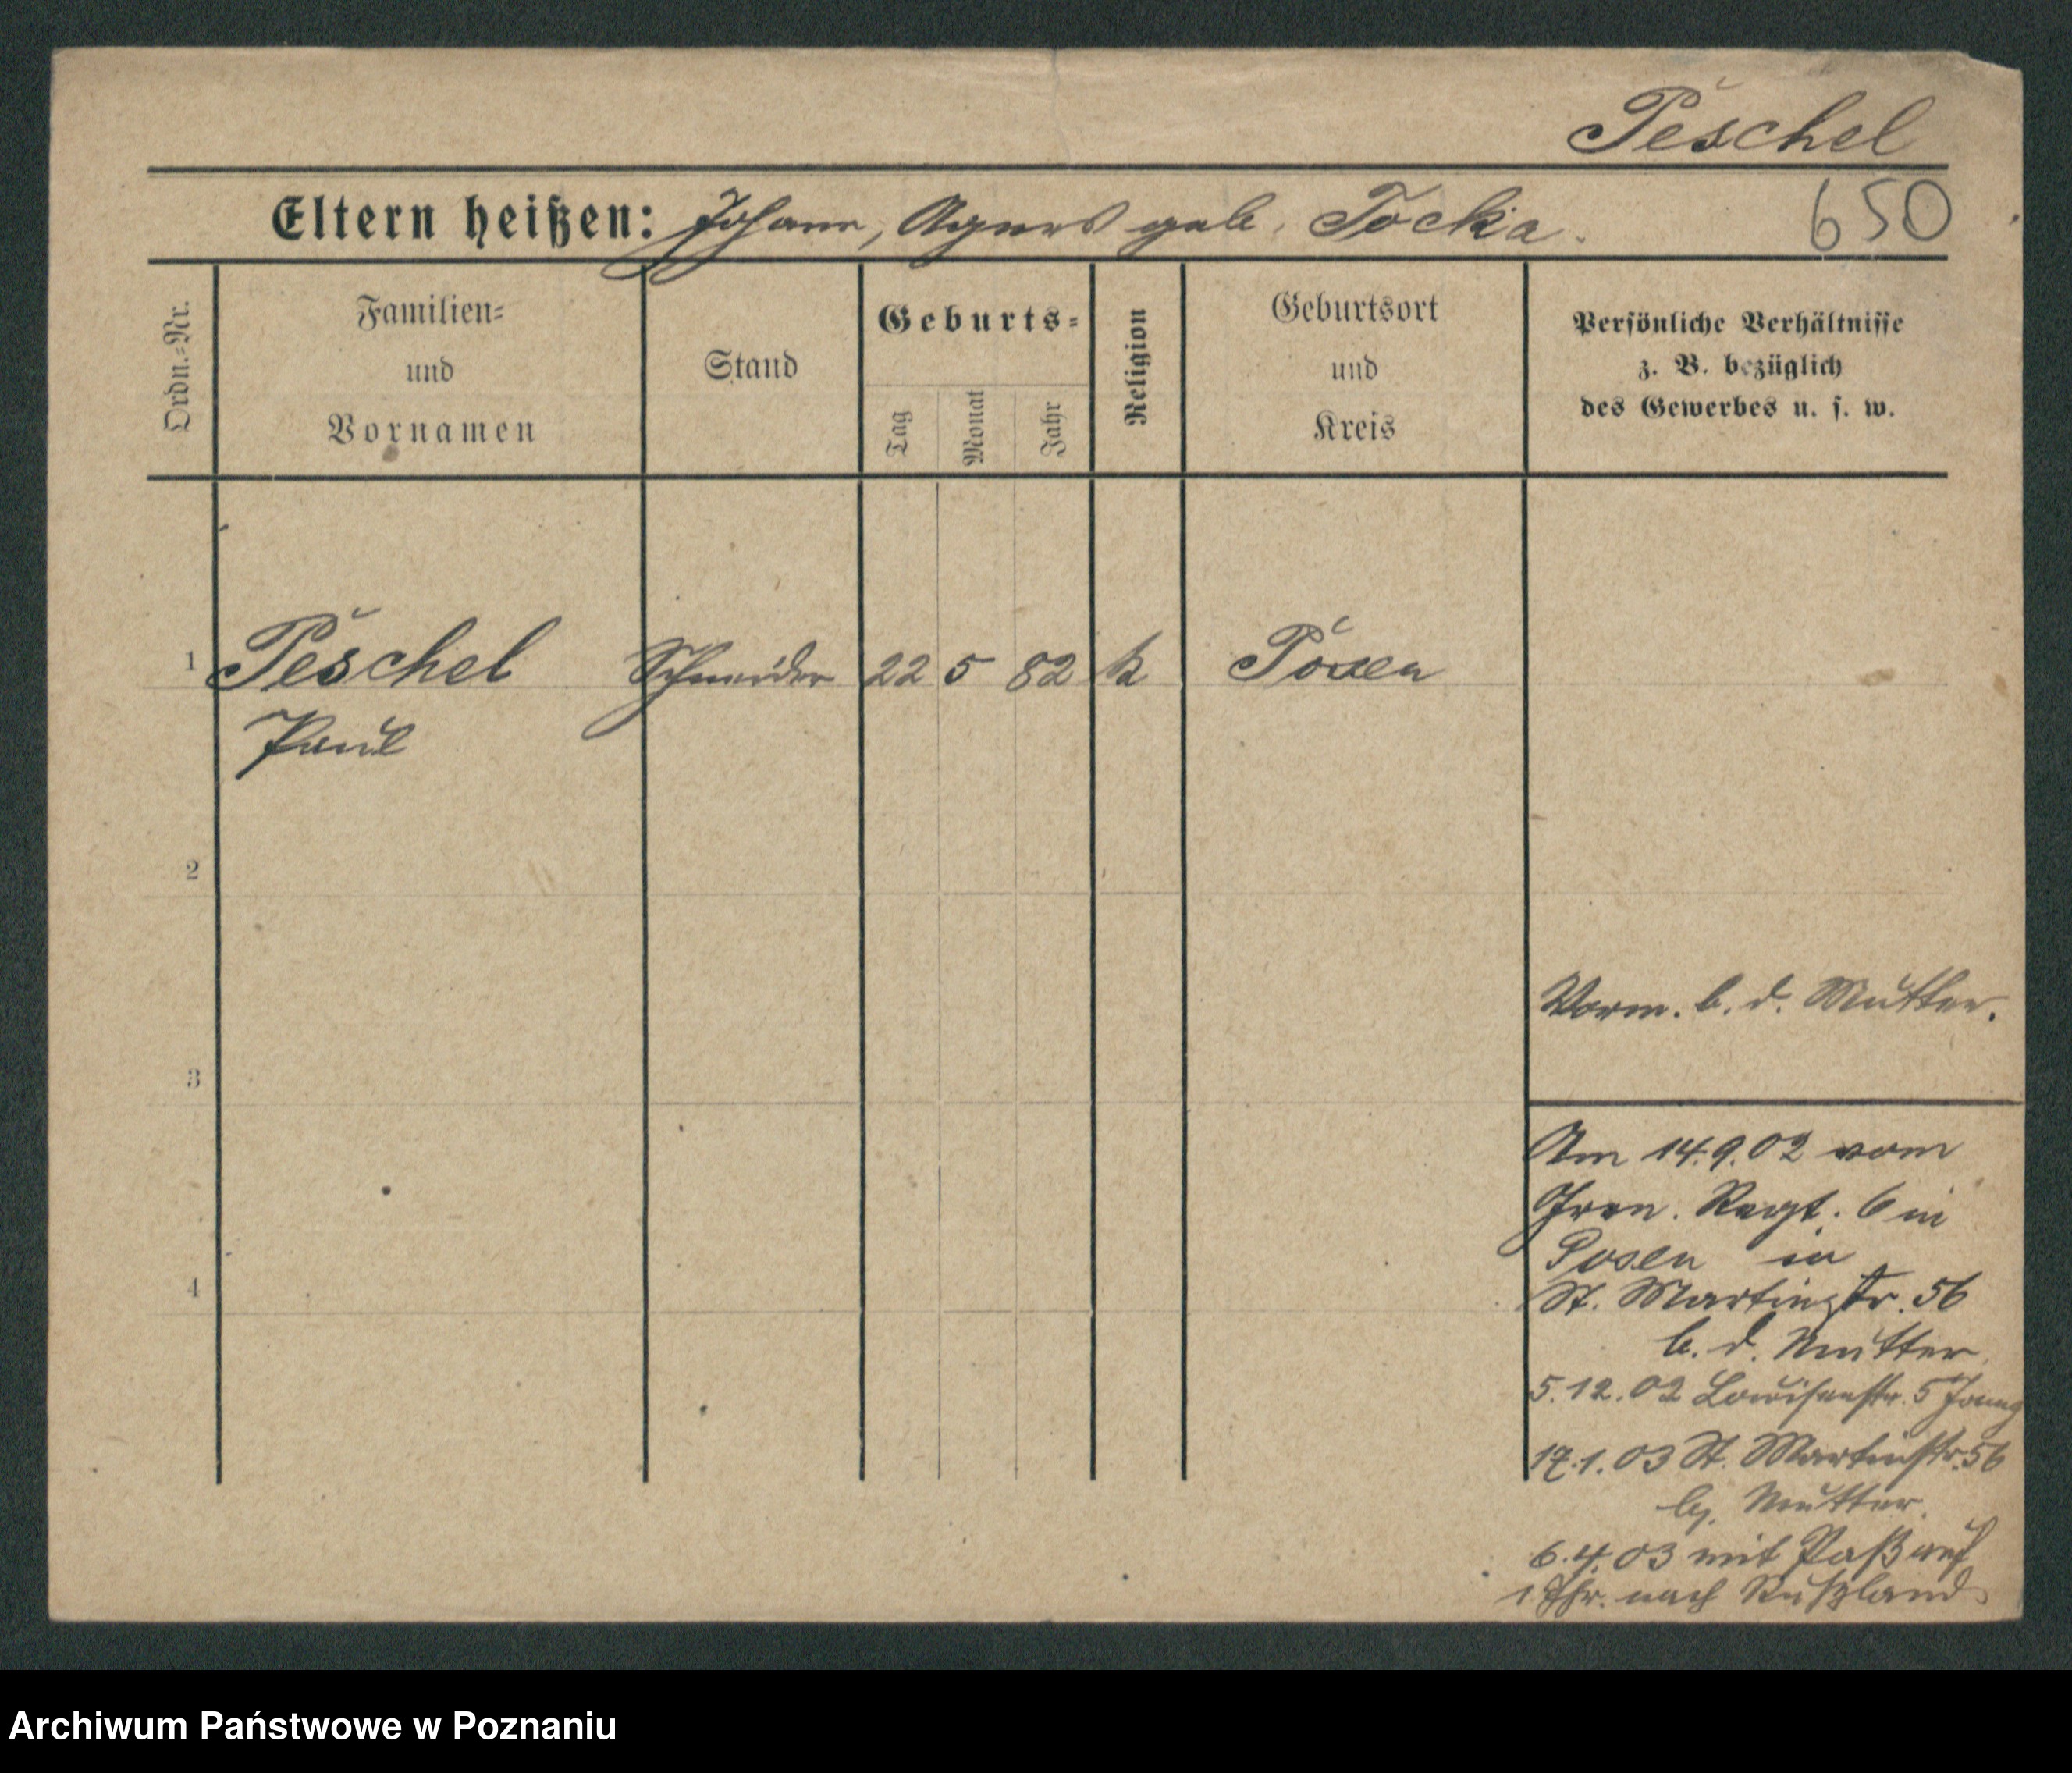 Peschel
Eltern heißen: Johann, Agnes geb. Tocka.
650
Ordn.=Nr.
Familien=
und
Vornamen
Stand
Geburts=
Tag
Monat
Jahr
Religion
Geburtsort
und
Kreis
Persönliche Verhältnisse
z. B. bezüglich
des Gewerbes u. s. w.
1 Peschel Schneider 22 5 82 k Posen
Paul
2
3
4
Vorm. b. d. Mutter.
Am 14.9.02 vom
Gren. Regt. 6 in
Posen in
St. Martinstr. 56
b. d. Mutter
5.12.02 Louisenstr. 5
17.1.03 St. Martinstr. 56
b. Mutter.
6.4.03 mit Paß auf
1 Jhr. nach Rußland
Archiwum Państwowe w Poznaniu